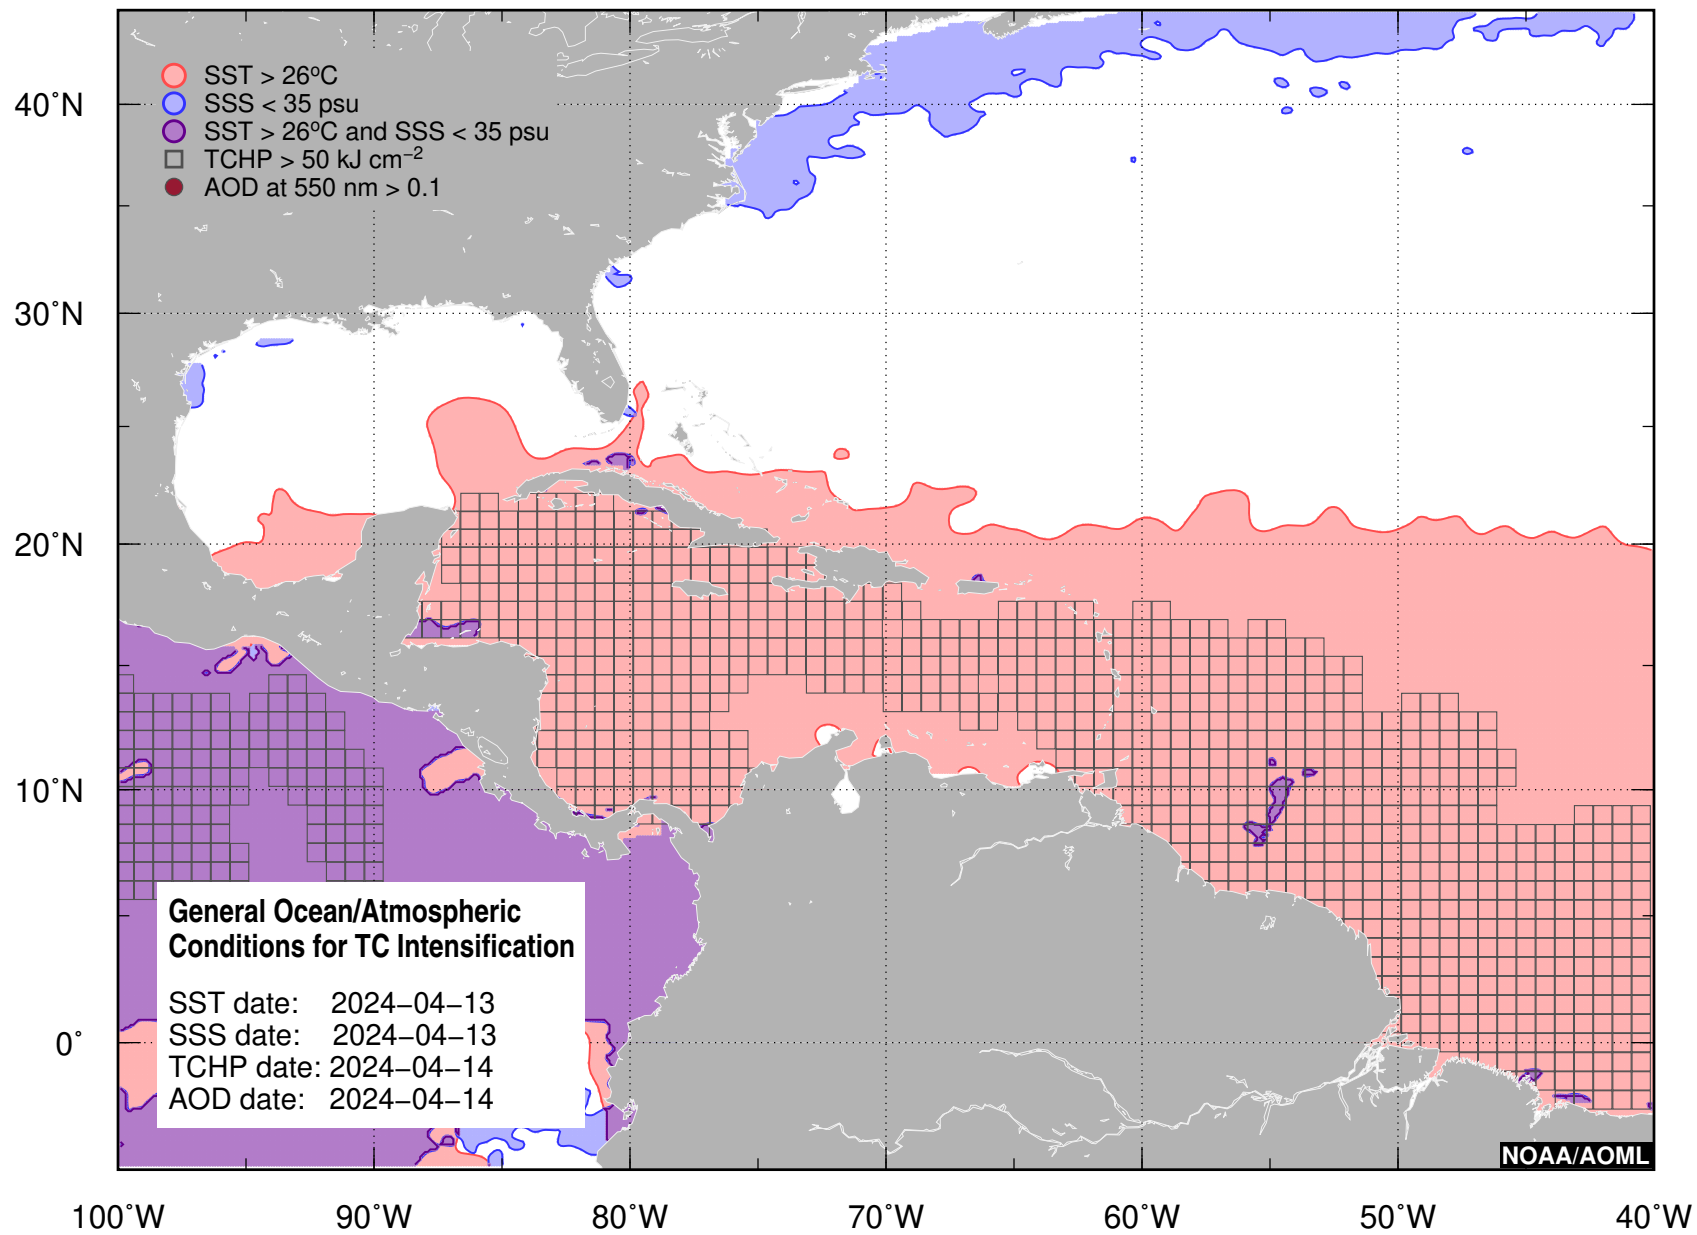 SST > 26°C
SSS < 35 psu
SST > 26°C and SSS < 35 psu
TCHP > 50 kJ cm⁻²
AOD at 550 nm > 0.1
40°N
30°N
20°N
10°N
0°
General Ocean/Atmospheric
Conditions for TC Intensification
SST date: 2024-04-13
SSS date: 2024-04-13
TCHP date: 2024-04-14
AOD date: 2024-04-14
NOAA/AOML
100°W 90°W 80°W 70°W 60°W 50°W 40°W